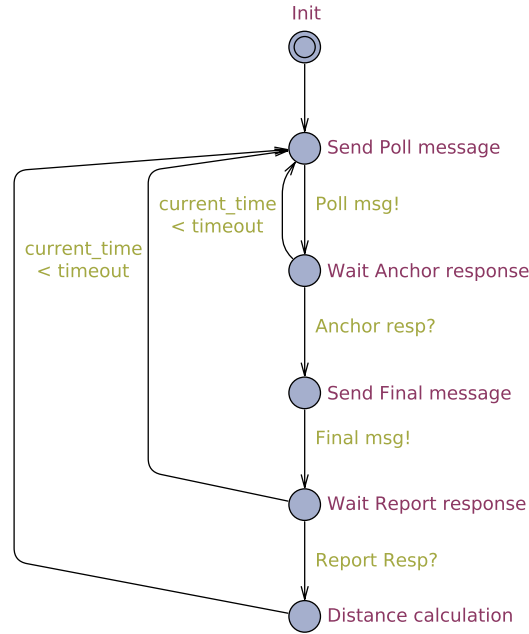 Init
Send Poll message
current_time
< timeout
Poll msg!
current_time
< timeout
Wait Anchor response
Anchor resp?
Send Final message
Final msg!
Wait Report response
Report Resp?
Distance calculation